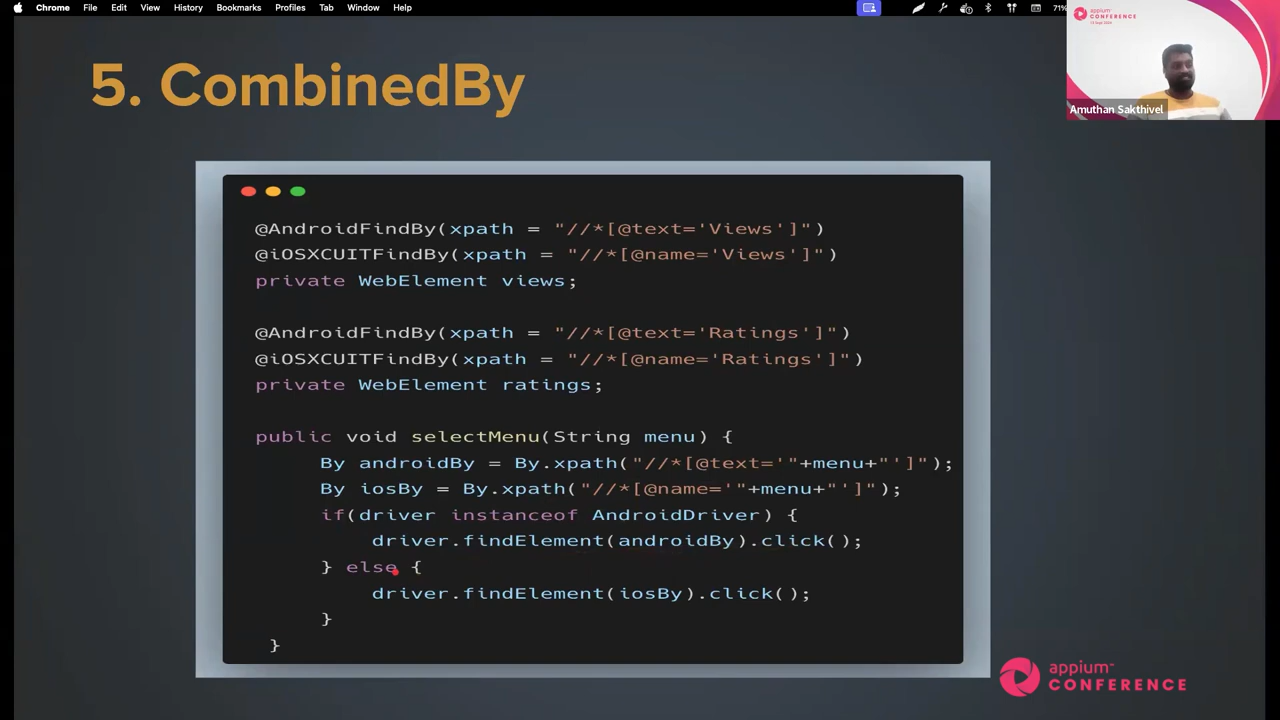 Chrome File Edit View History Bookmarks Profiles Tab Window Help 71%
appium
CONFERENCE
Amuthan Sakthivel
5. CombinedBy
@AndroidFindBy(xpath = "//*[@text='Views']")
@iOSXCUITFindBy(xpath = "//*[@name='Views']")
private WebElement views;
@AndroidFindBy(xpath = "//*[@text='Ratings']")
@iOSXCUITFindBy(xpath = "//*[@name='Ratings']")
private WebElement ratings;
public void selectMenu(String menu) {
By androidBy = By.xpath("//*[@text='"+menu+"']");
By iosBy = By.xpath("//*[@name='"+menu+"']");
if(driver instanceof AndroidDriver) {
driver.findElement(androidBy).click();
} else {
driver.findElement(iosBy).click();
}
}
appium™
CONFERENCE